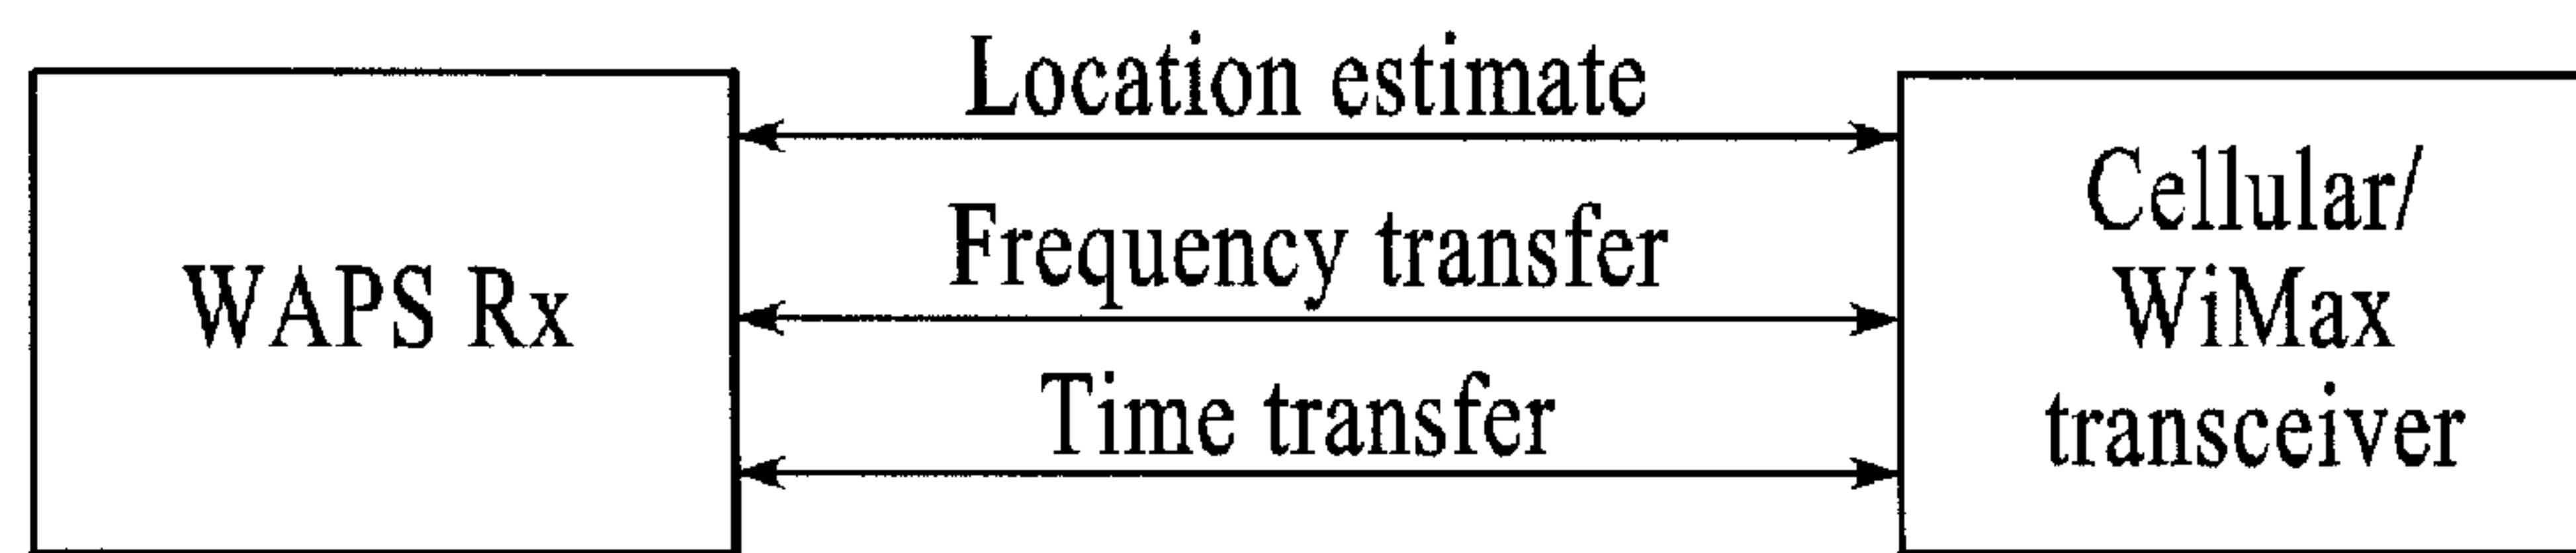 Location estimate
Frequency transfer
Time transfer
WAPS Rx
Cellular/
WiMax
transceiver